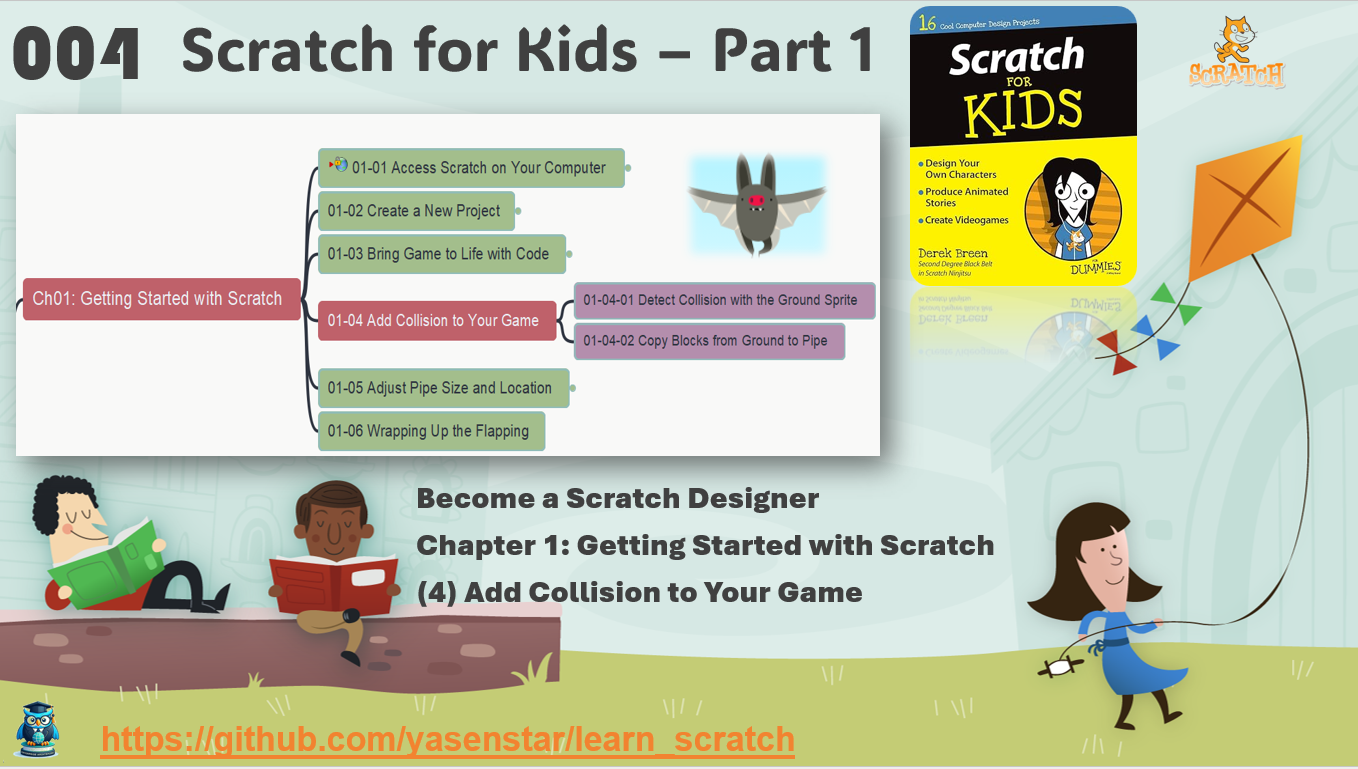 004 Scratch for Kids – Part 1
16 Cool Computer Design Projects
Scratch
FOR
KIDS
Design Your
Own Characters
Produce Animated
Stories
Create Videogames
Derek Breen
Second Degree Block Belt
in Scratch Ninjitsu
FOR
DUMMIES
SCRATCH
Ch01: Getting Started with Scratch
01-01 Access Scratch on Your Computer
01-02 Create a New Project
01-03 Bring Game to Life with Code
01-04 Add Collision to Your Game
01-04-01 Detect Collision with the Ground Sprite
01-04-02 Copy Blocks from Ground to Pipe
01-05 Adjust Pipe Size and Location
01-06 Wrapping Up the Flapping
Become a Scratch Designer
Chapter 1: Getting Started with Scratch
(4) Add Collision to Your Game
https://github.com/yasenstar/learn_scratch